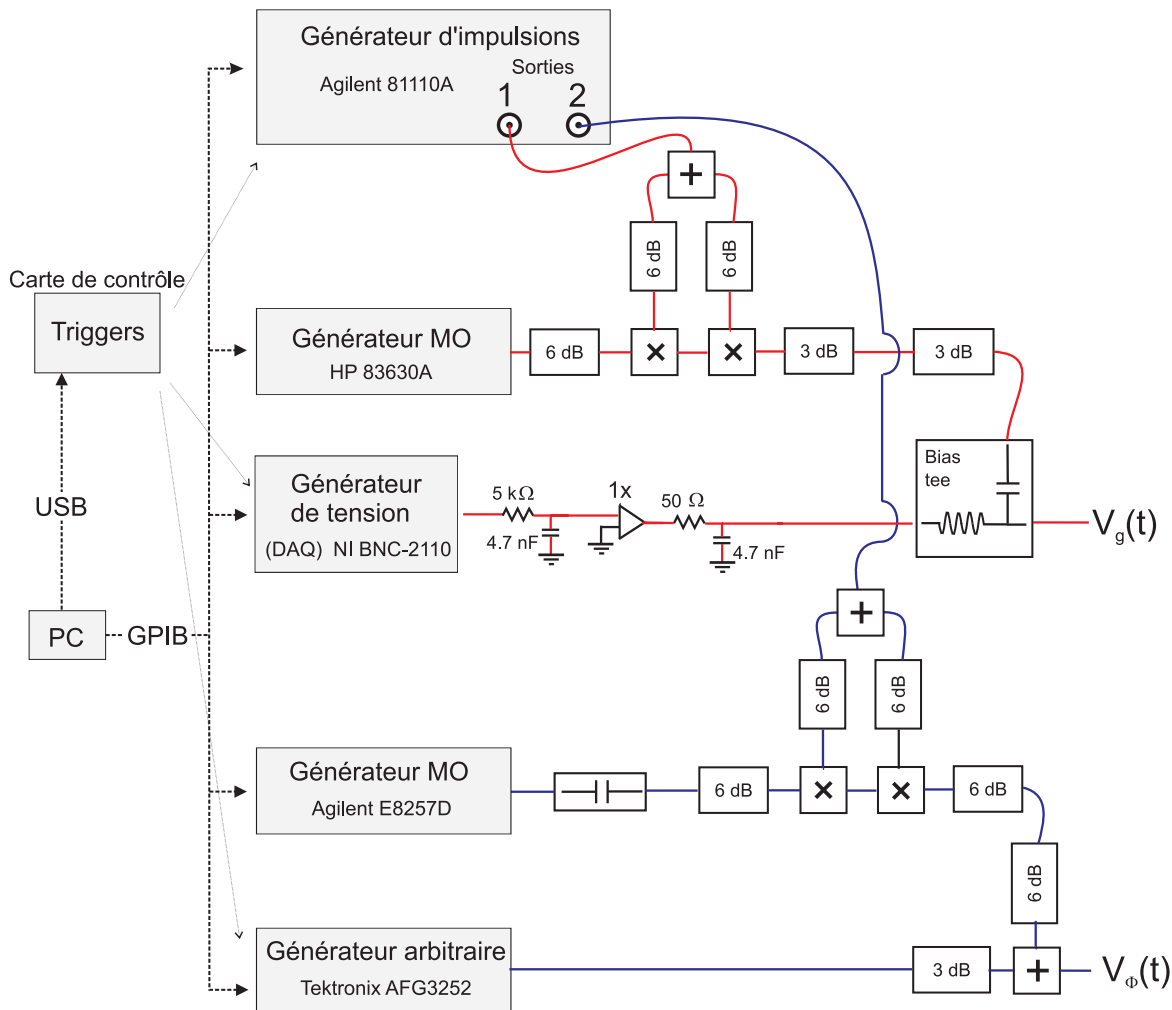 Générateur d'impulsions
Sorties
Agilent 81110A
1
2
+
6 dB
6 dB
Carte de contrôle
Triggers
Générateur MO
HP 83630A
6 dB
×
×
3 dB
3 dB
Bias
tee
Générateur
de tension
(DAQ) NI BNC-2110
5 kΩ
4.7 nF
1x
50 Ω
4.7 nF
Vg(t)
USB
PC
GPIB
+
6 dB
6 dB
Générateur MO
Agilent E8257D
6 dB
×
×
6 dB
6 dB
Générateur arbitraire
Tektronix AFG3252
3 dB
+
VΦ(t)